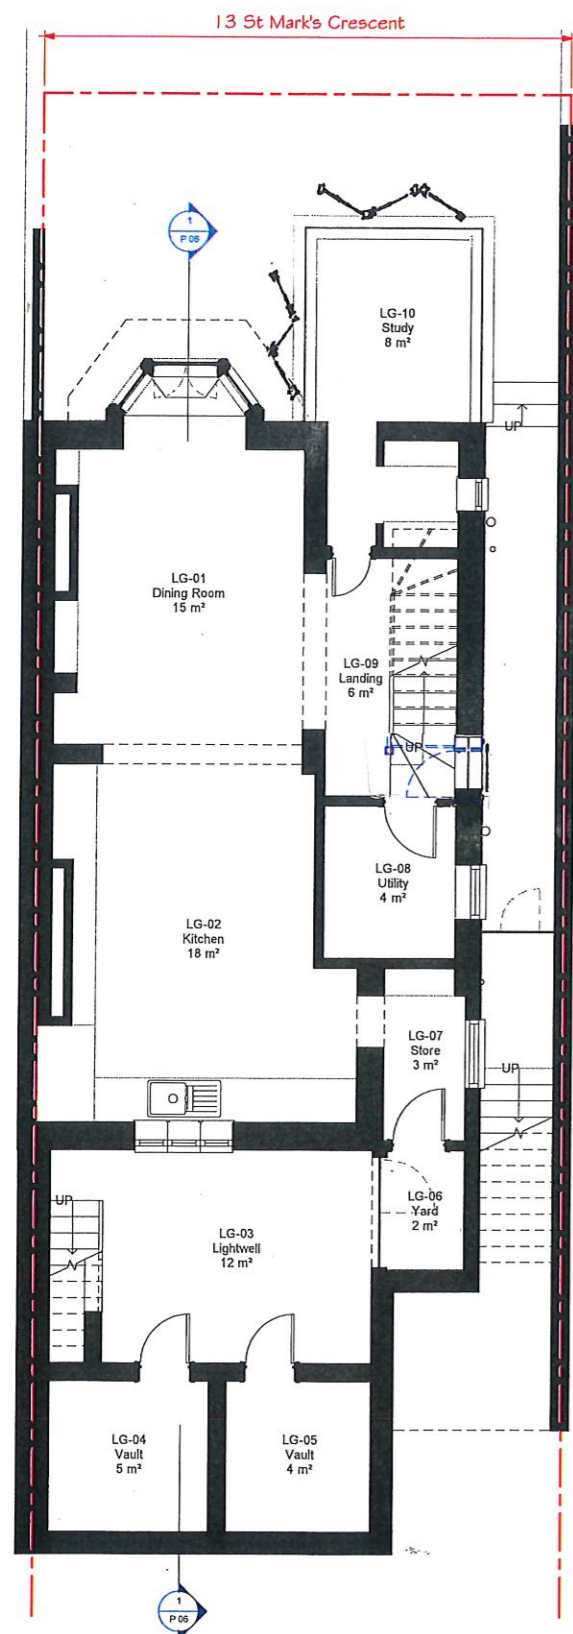 13 St Mark's Crescent
1
P 06
LG-10
Study
8 m²
UP
LG-01
Dining Room
15 m²
LG-09
Landing
6 m²
UP
LG-08
Utility
4 m²
LG-02
Kitchen
18 m²
LG-07
Store
3 m²
UP
LG-06
Yard
2 m²
UP
LG-03
Lightwell
12 m²
LG-04
Vault
5 m²
LG-05
Vault
4 m²
1
P 06